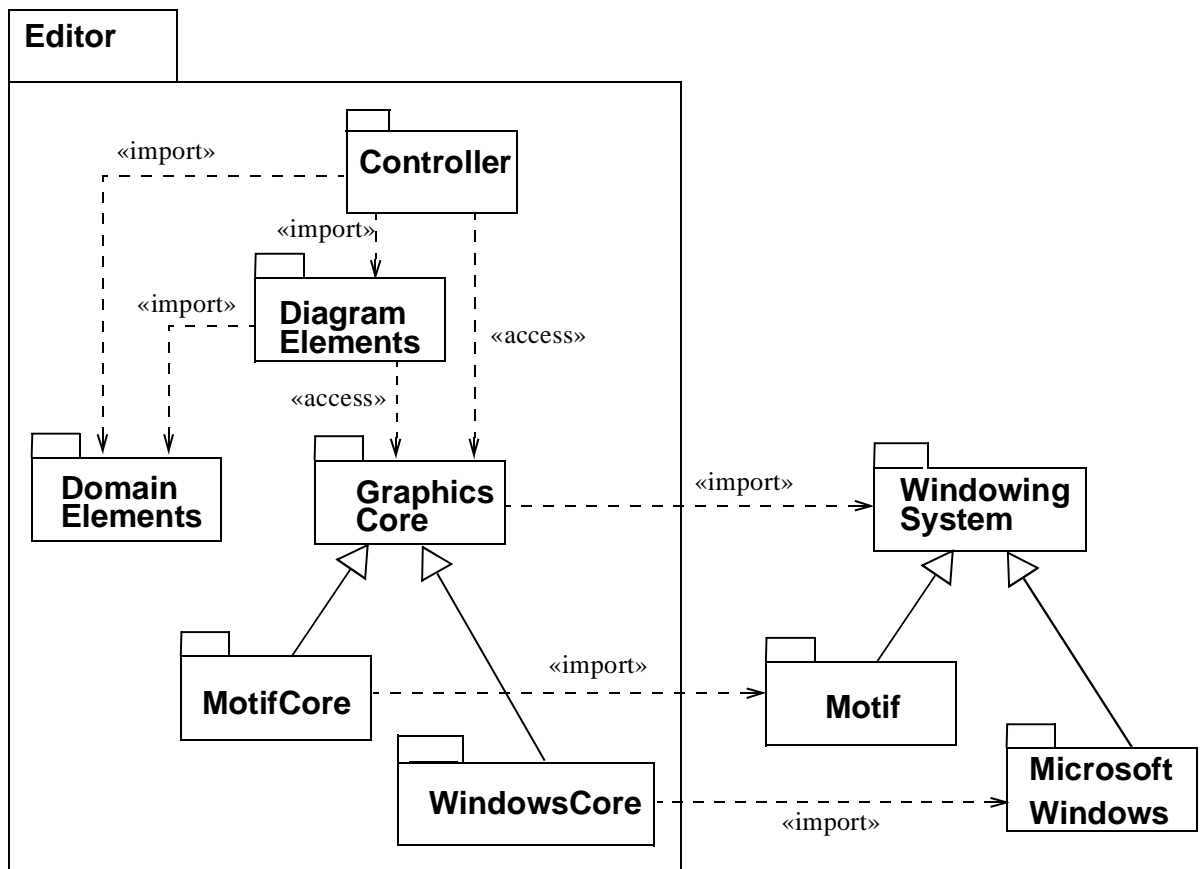 Editor
«import»
Controller
«import»
«import»
Diagram
Elements
«access»
«access»
Domain
Elements
Graphics
Core
«import»
Windowing
System
MotifCore
«import»
Motif
WindowsCore
«import»
Microsoft
Windows